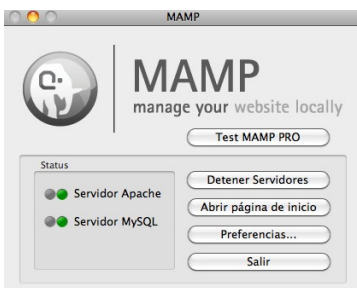 MAMP
MAMP
manage your website locally
Test MAMP PRO
Status
Servidor Apache
Servidor MySQL
Detener Servidores
Abrir página de inicio
Preferencias...
Salir